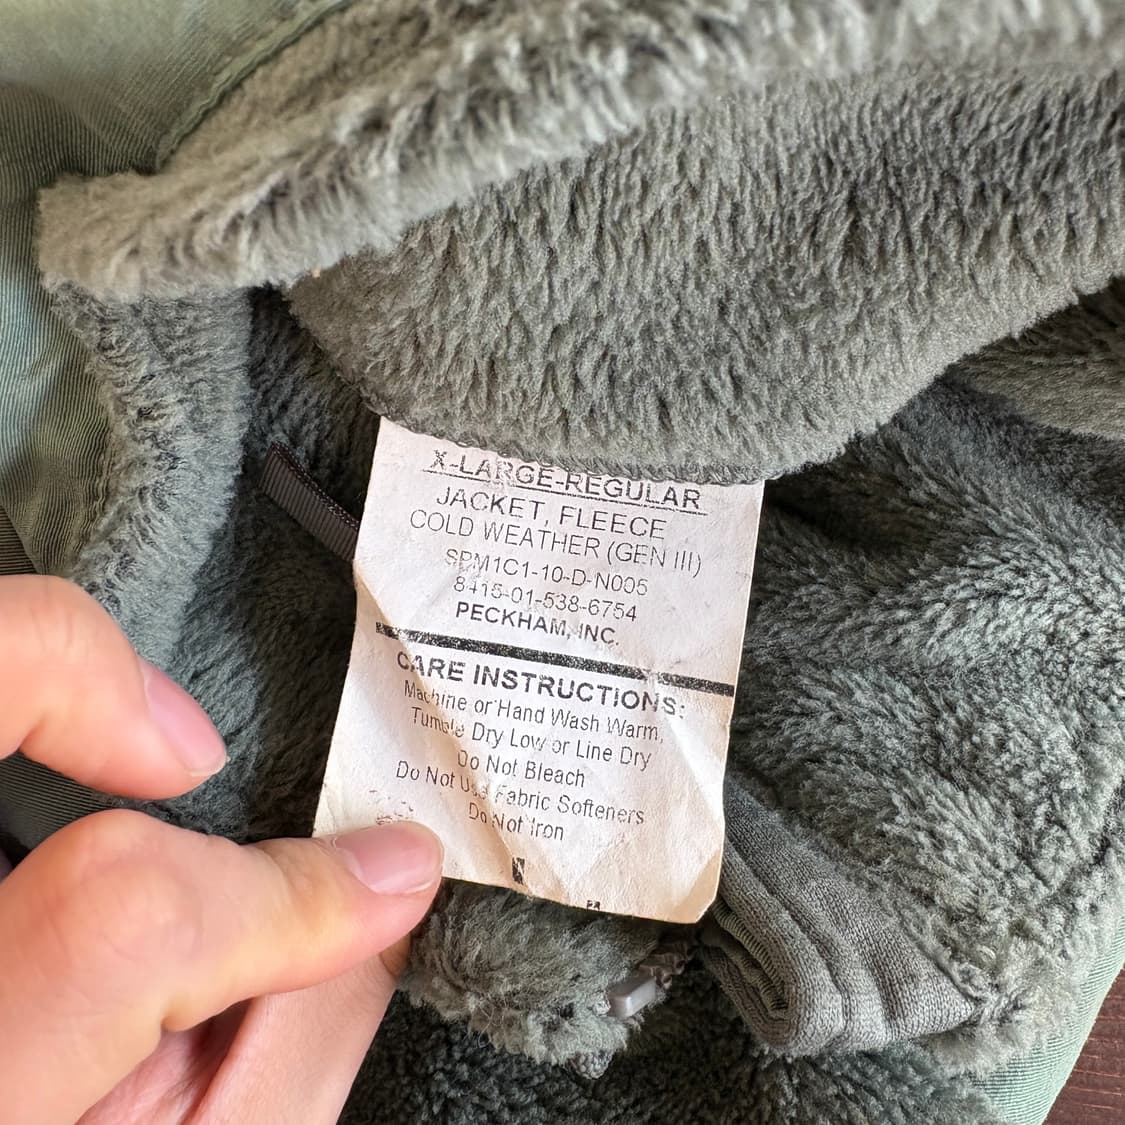 X-LARGE-REGULAR
JACKET, FLEECE
COLD WEATHER (GEN III)
SPM1C1-10-D-N005
8415-01-538-6754
PECKHAM, INC.
CARE INSTRUCTIONS:
Machine or Hand Wash Warm,
Tumble Dry Low or Line Dry
Do Not Bleach
Do Not Use Fabric Softeners
Do Not Iron